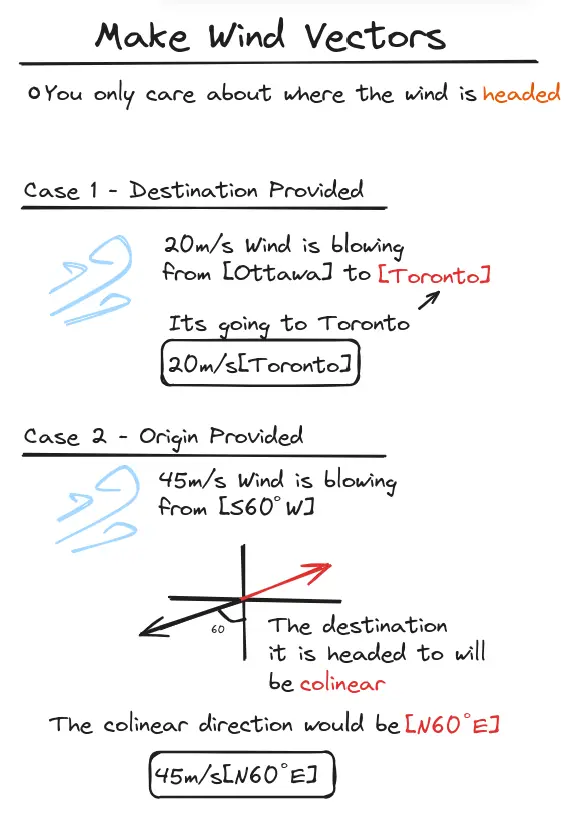 Make Wind Vectors
You only care about where the wind is headed
Case 1 - Destination Provided
20m/s Wind is blowing
from [Ottawa] to [Toronto]
Its going to Toronto
20m/s[Toronto]
Case 2 - Origin Provided
45m/s Wind is blowing
from [S60°W]
60
The destination
it is headed to will
be colinear
The colinear direction would be [N60°E]
45m/s[N60°E]